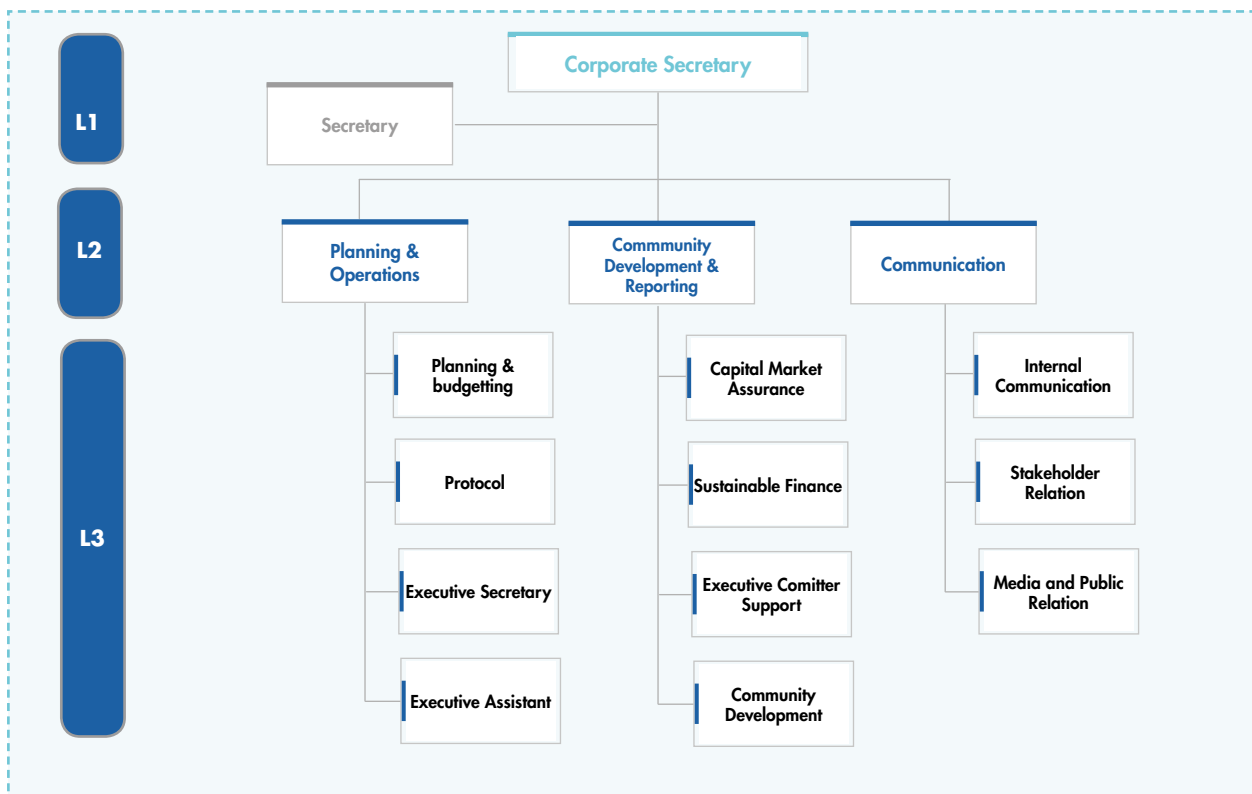 L1
Corporate Secretary
Secretary
L2
Planning &
Operations
Commmunity
Development &
Reporting
Communication
L3
Planning &
budgetting
Protocol
Executive Secretary
Executive Assistant
Capital Market
Assurance
Sustainable Finance
Executive Comitter
Support
Community
Development
Internal
Communication
Stakeholder
Relation
Media and Public
Relation